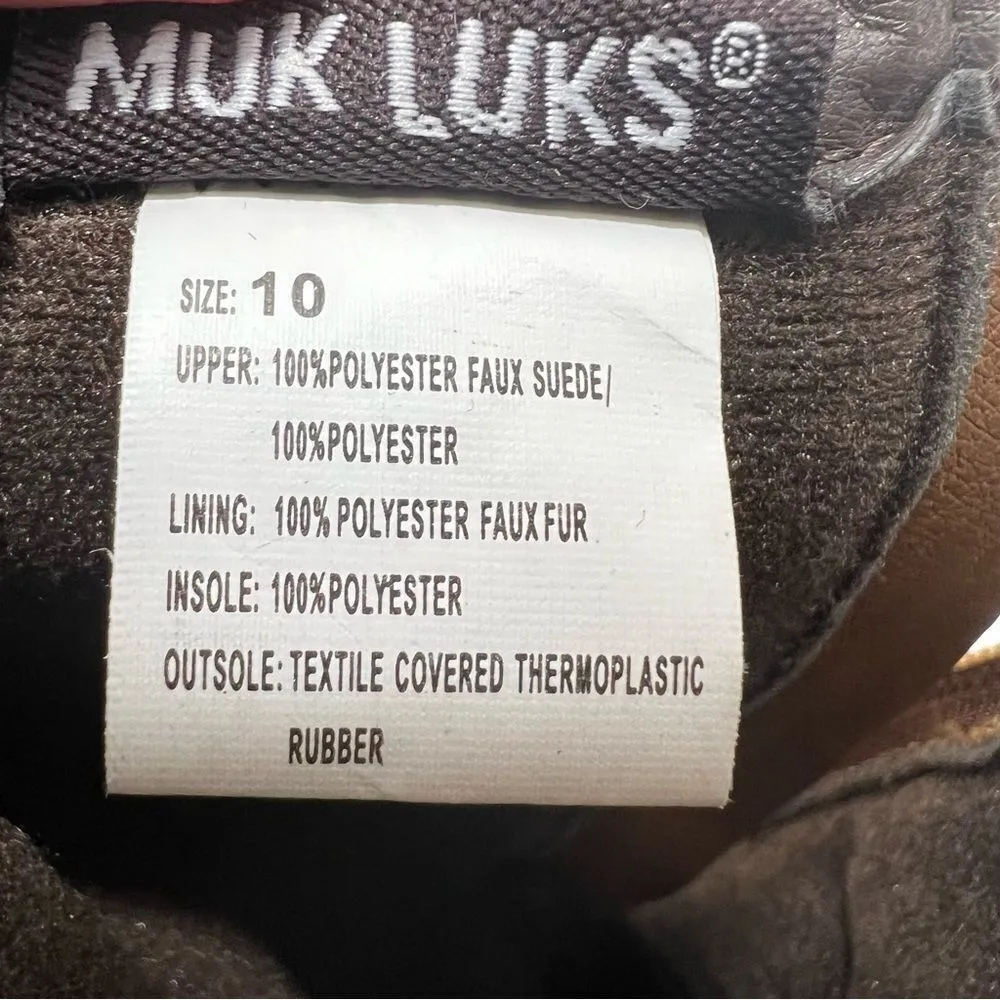 MUK LUKS®
SIZE: 10
UPPER: 100%POLYESTER FAUX SUEDE/
100%POLYESTER
LINING: 100% POLYESTER FAUX FUR
INSOLE: 100%POLYESTER
OUTSOLE: TEXTILE COVERED THERMOPLASTIC
RUBBER